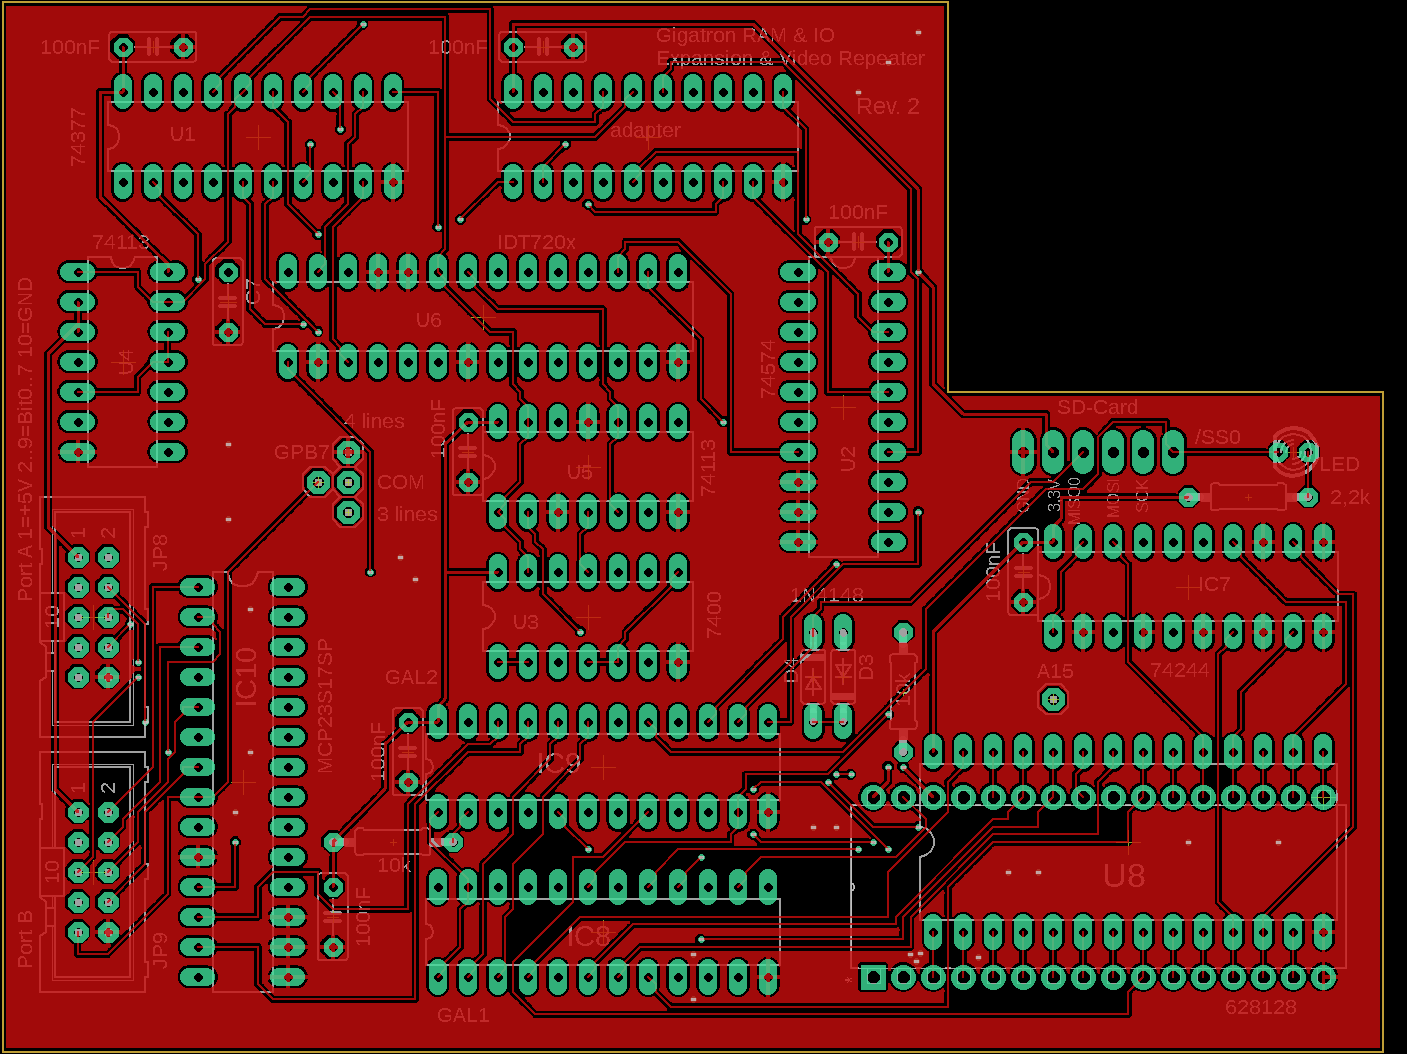 100nF
100nF
Gigatron RAM & IO
Expansion & Video Repeater
Rev. 2
74377
U1
adapter
100nF
74113
IDT720x
C7
U6
U4
74574
Port A 1=+5V 2..9=Bit0..7 10=GND
4 lines
100nF
GPB7
COM
3 lines
U5
74113
U2
SD-Card
/SS0
LED
2,2k
GND
3.3V
MISO0
MOSI
SCK
1
2
JP8
10
100nF
IC7
1N4148
U3
7400
74244
IC10
MCP23S17SP
GAL2
D4
D3
10k
A15
100nF
IC9
1
2
10
10k
100nF
U8
Port B
JP9
IC8
GAL1
*
628128